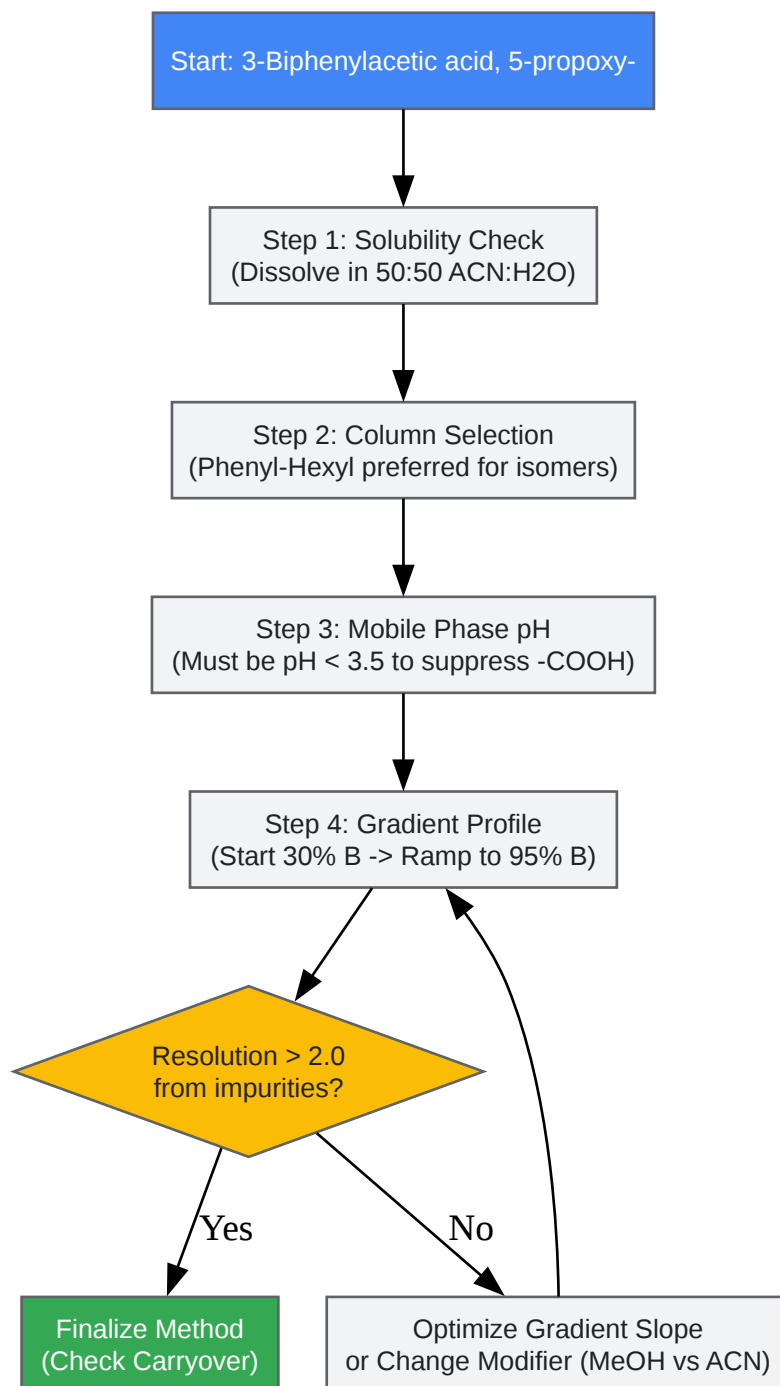 Start: 3-Biphenylacetic acid, 5-propoxy-
Step 1: Solubility Check
(Dissolve in 50:50 ACN:H2O)
Step 2: Column Selection
(Phenyl-Hexyl preferred for isomers)
Step 3: Mobile Phase pH
(Must be pH < 3.5 to suppress -COOH)
Step 4: Gradient Profile
(Start 30% B -> Ramp to 95% B)
Resolution > 2.0
from impurities?
Yes
No
Finalize Method
(Check Carryover)
Optimize Gradient Slope
or Change Modifier (MeOH vs ACN)